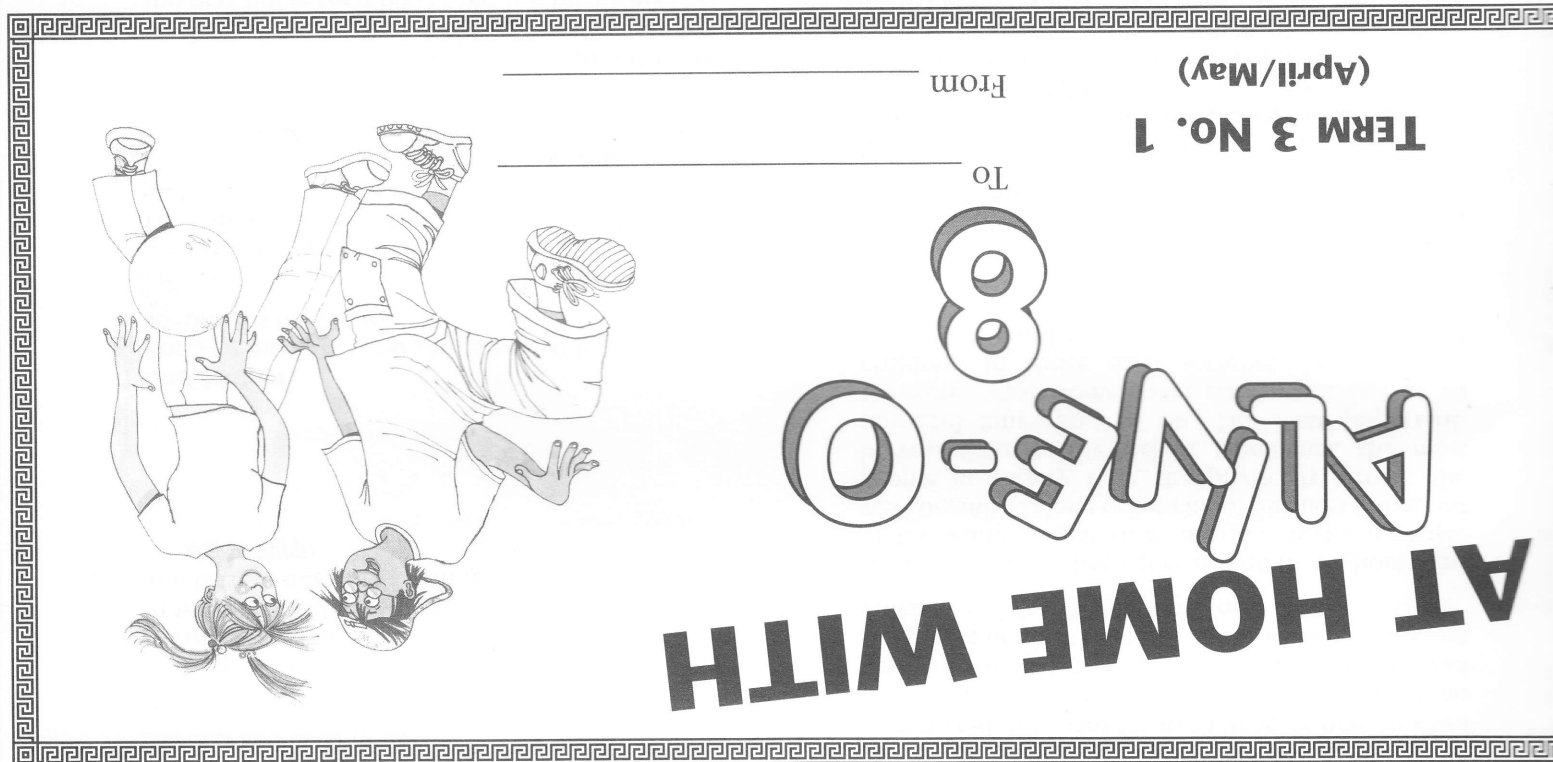 AT HOME WITH
ALIVE-O
8
TERM 3 No. 1
(April/May)
To
From